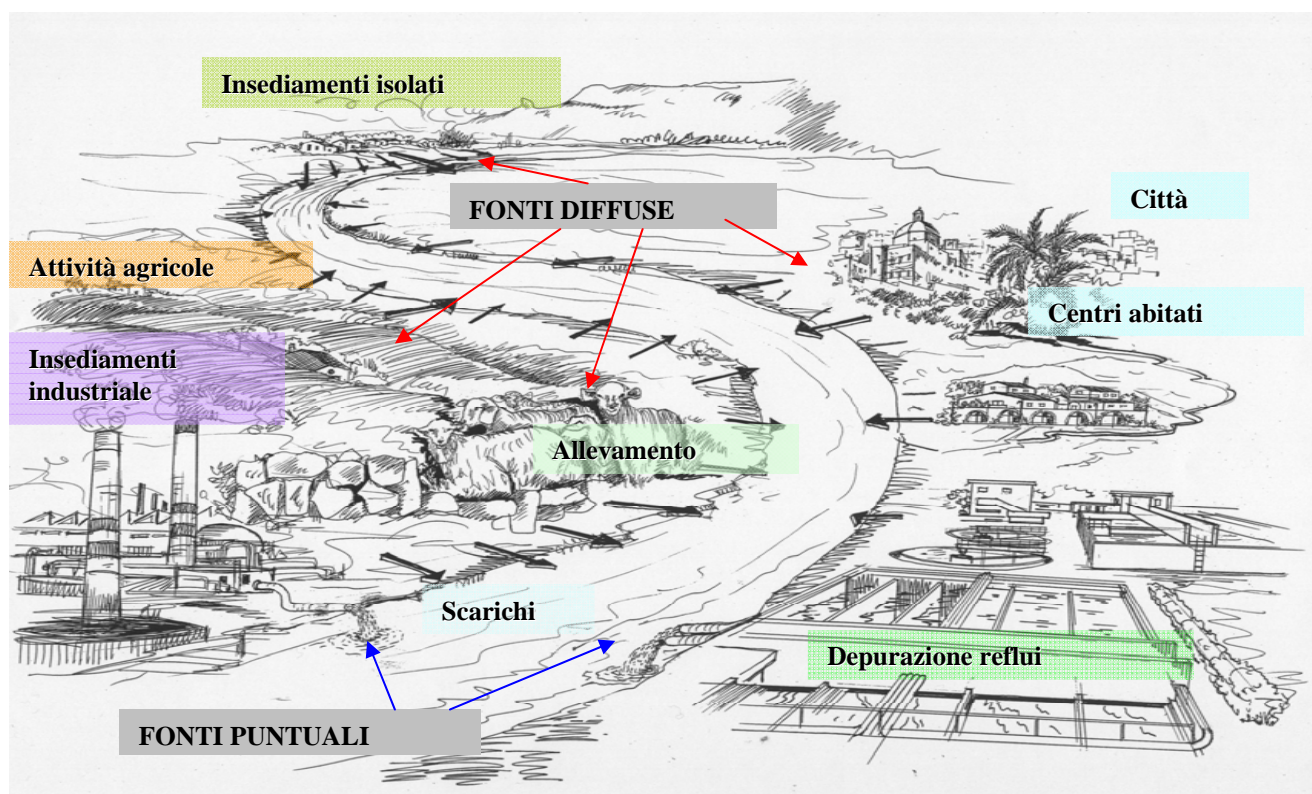 Insediamenti isolati
FONTI DIFFUSE
Città
Attività agricole
Centri abitati
Insediamenti
industriale
Allevamento
Scarichi
Depurazione reflui
FONTI PUNTUALI